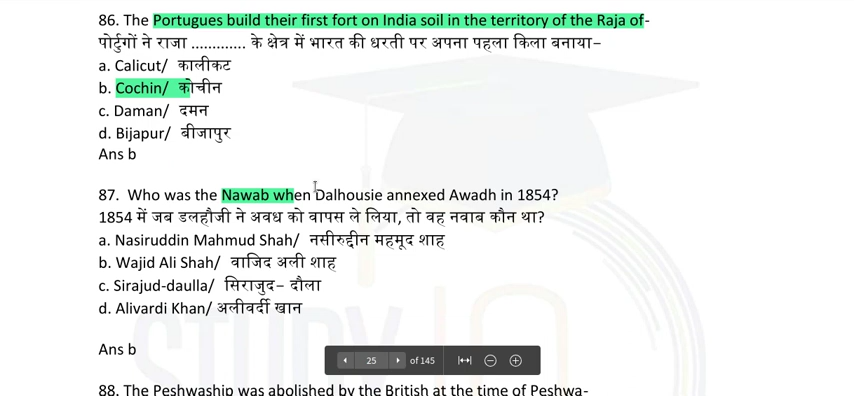 86. The Portugues build their first fort on India soil in the territory of the Raja of-
पोर्टुगों ने राजा ............. के क्षेत्र में भारत की धरती पर अपना पहला किला बनाया–
a. Calicut/ कालीकट
b. Cochin/ कोचीन
c. Daman/ दमन
d. Bijapur/ बीजापुर
Ans b
87. Who was the Nawab when Dalhousie annexed Awadh in 1854?
1854 में जब डलहौजी ने अवध को वापस ले लिया, तो वह नवाब कौन था?
a. Nasiruddin Mahmud Shah/ नसीरुद्दीन महमूद शाह
b. Wajid Ali Shah/ वाजिद अली शाह
c. Sirajud-daulla/ सिराजुद– दौला
d. Alivardi Khan/ अलीवर्दी खान
Ans b
25 of 145
88. The Peshwaship was abolished by the British at the time of Peshwa-